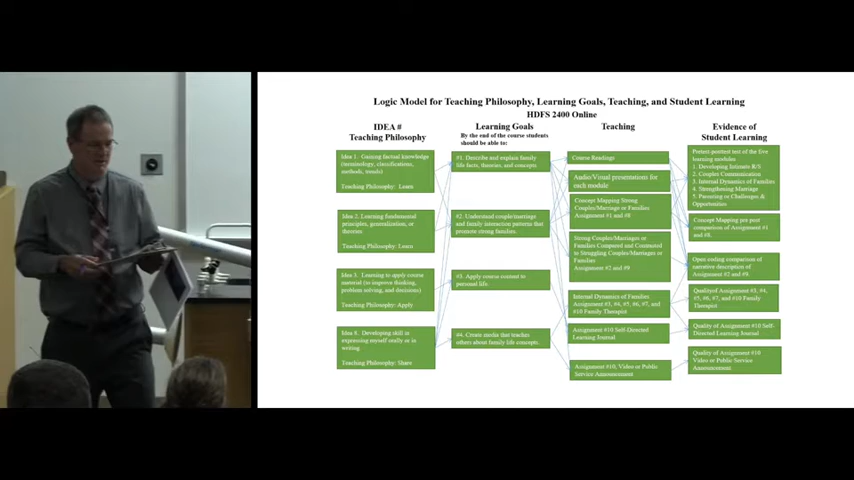 Logic Model for Teaching Philosophy, Learning Goals, Teaching, and Student Learning
HDFS 2400 Online
IDEA #
Teaching Philosophy
Idea 1. Gaining factual knowledge
(terminology, classifications,
methods, trends)
Teaching Philosophy: Learn
Idea 2. Learning fundamental
principles, generalization, or
theories
Teaching Philosophy: Learn
Idea 3. Learning to apply course
material (to improve thinking,
problem solving, and decisions)
Teaching Philosophy: Apply
Idea 8. Developing skill in
expressing myself orally or in
writing
Teaching Philosophy: Share
Learning Goals
By the end of the course students
should be able to:
#1. Describe and explain family
life facts, theories, and concepts.
#2. Understand couple/marriage
and family interaction patterns that
promote strong families.
#3. Apply course content to
personal life.
#4. Create media that teaches
others about family life concepts.
Teaching
Course Readings
Audio/Visual presentations for
each module
Concept Mapping Strong
Couples/Marriage or Families
Assignment #1 and #8
Strong Couples/Marriages or
Families Compared and Contrasted
to Struggling Couples/Marriages or
Families
Assignment #2 and #9
Internal Dynamics of Families
Assignment #3, #4, #5, #6, #7, and
#10 Family Therapist
Assignment #10 Self-Directed
Learning Journal
Assignment #10, Video or Public
Service Announcement
Evidence of
Student Learning
Pretest-posttest of the five
learning modules
1. Developing Intimate R/S
2. Couples Communication
3. Internal Dynamics of Families
4. Strengthening Marriage
5. Parenting or Challenges &
Opportunities
Concept Mapping pre post
comparison of Assignment #1
and #8.
Open ending comparison of
narrative description of
Assignment #2 and #9.
Quality of Assignment #3, #4,
#5, #6, #7, and #10 Family
Therapist
Quality of Assignment #10 Self-
Directed Learning Journal
Quality of Assignment #10
Video or Public Service
Announcement